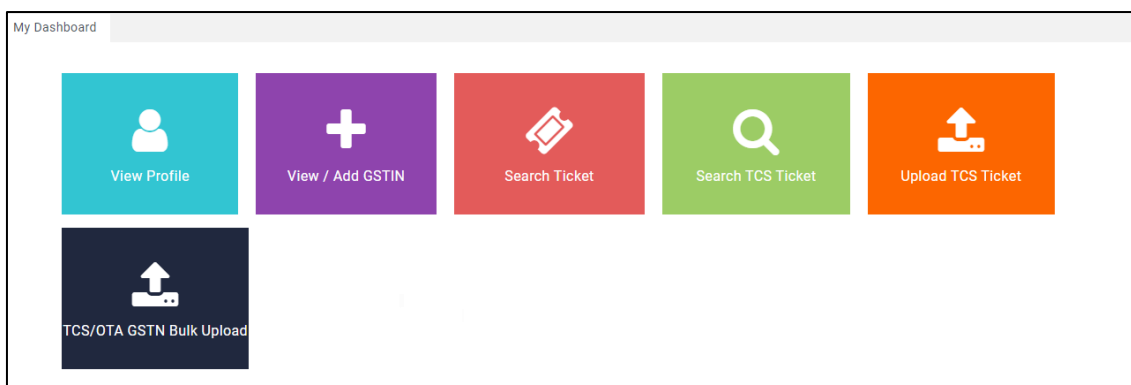 My Dashboard
View Profile
View / Add GSTIN
Search Ticket
Search TCS Ticket
Upload TCS Ticket
TCS/OTA GSTN Bulk Upload